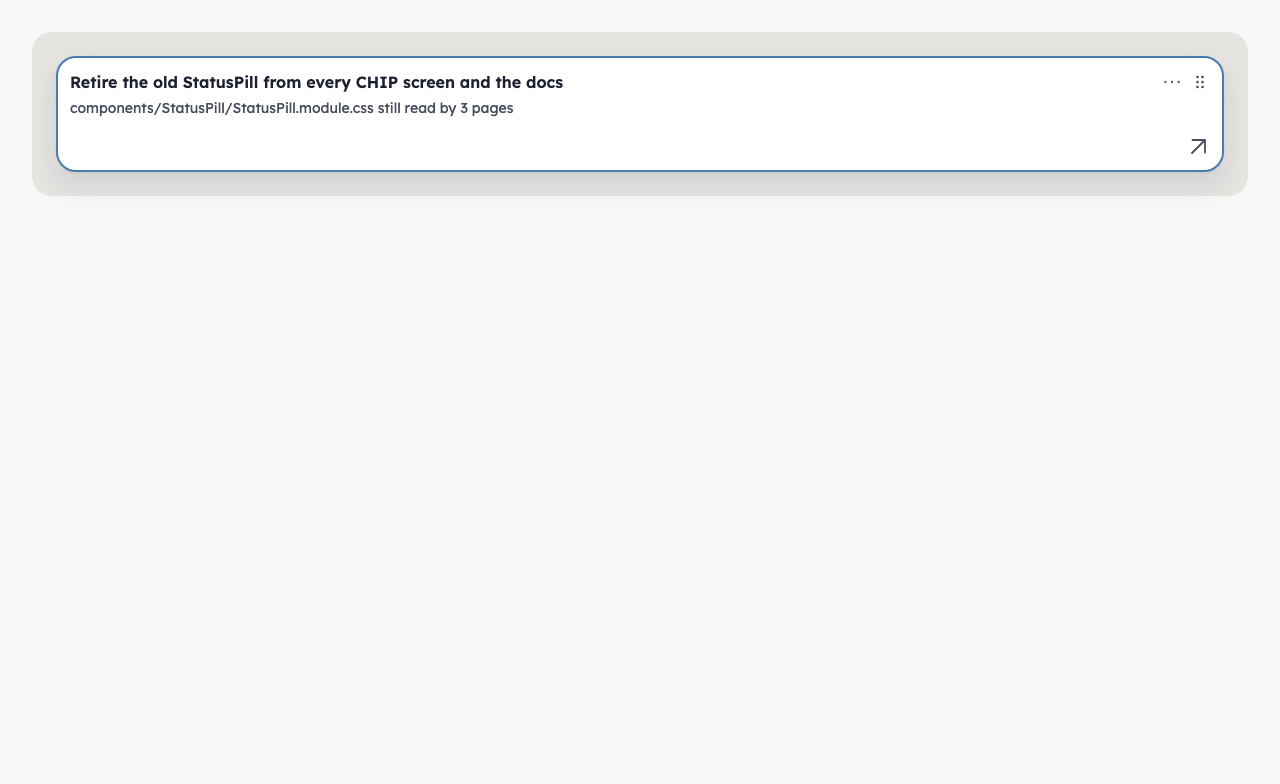 Retire the old StatusPill from every CHIP screen and the docs
components/StatusPill/StatusPill.module.css still read by 3 pages